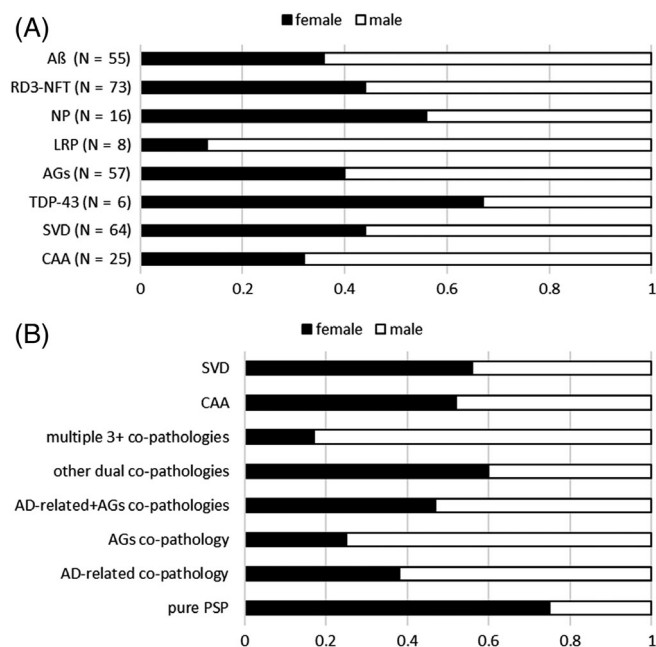 (A)
female male
Aß (N = 55)
RD3-NFT (N = 73)
NP (N = 16)
LRP (N = 8)
AGs (N = 57)
TDP-43 (N = 6)
SVD (N = 64)
CAA (N = 25)
0 0.2 0.4 0.6 0.8 1
(B)
female male
SVD
CAA
multiple 3+ co-pathologies
other dual co-pathologies
AD-related+AGs co-pathologies
AGs co-pathology
AD-related co-pathology
pure PSP
0 0.2 0.4 0.6 0.8 1